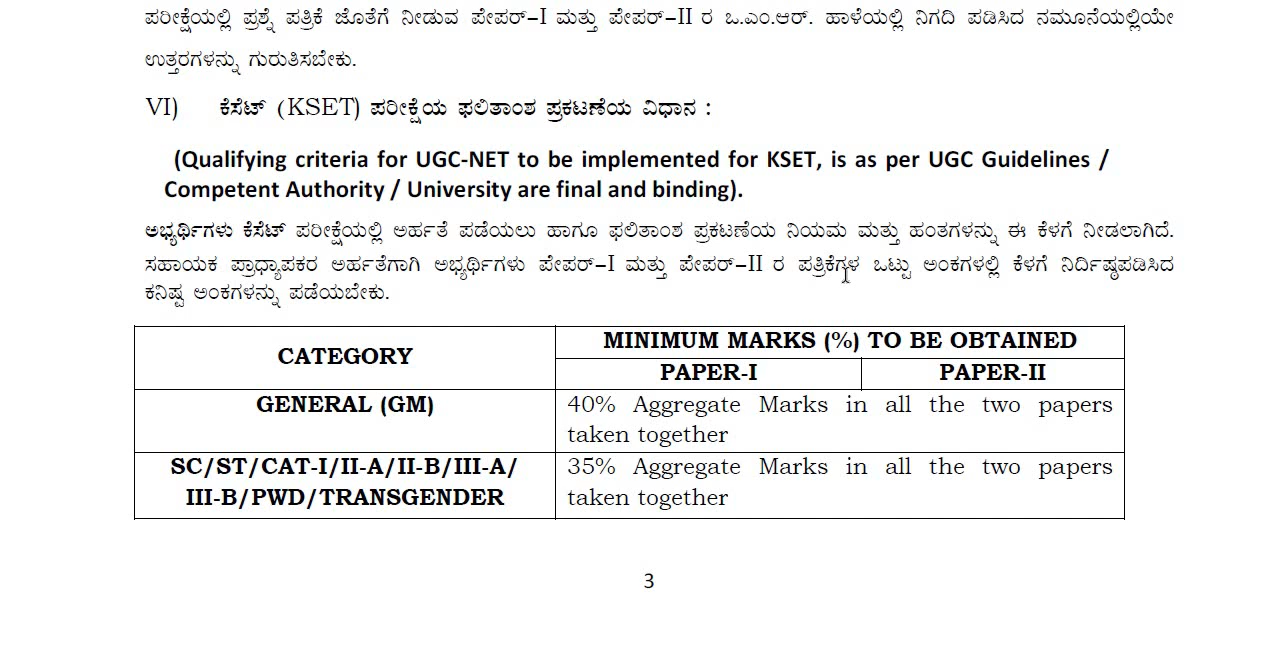 ಪರೀಕ್ಷೆಯಲ್ಲಿ ಪ್ರಶ್ನೆ ಪತ್ರಿಕೆ ಜೊತೆಗೆ ನೀಡುವ ಪೇಪರ್–I ಮತ್ತು ಪೇಪರ್–II ರ ಒ.ಎಂ.ಆರ್. ಹಾಳೆಯಲ್ಲಿ ನಿಗದಿ ಪಡಿಸಿದ ನಮೂನೆಯಲ್ಲಿಯೇ
ಉತ್ತರಗಳನ್ನು ಗುರುತಿಸಬೇಕು.
VI) ಕೆಸೆಟ್ (KSET) ಪರೀಕ್ಷೆಯ ಫಲಿತಾಂಶ ಪ್ರಕಟಣೆಯ ವಿಧಾನ :
(Qualifying criteria for UGC-NET to be implemented for KSET, is as per UGC Guidelines /
Competent Authority / University are final and binding).
ಅಭ್ಯರ್ಥಿಗಳು ಕೆಸೆಟ್ ಪರೀಕ್ಷೆಯಲ್ಲಿ ಅರ್ಹತೆ ಪಡೆಯಲು ಹಾಗೂ ಫಲಿತಾಂಶ ಪ್ರಕಟಣೆಯ ನಿಯಮ ಮತ್ತು ಹಂತಗಳನ್ನು ಈ ಕೆಳಗೆ ನೀಡಲಾಗಿದೆ.
ಸಹಾಯಕ ಪ್ರಾಧ್ಯಾಪಕರ ಅರ್ಹತೆಗಾಗಿ ಅಭ್ಯರ್ಥಿಗಳು ಪೇಪರ್–I ಮತ್ತು ಪೇಪರ್–II ರ ಪತ್ರಿಕೆಗಳ ಒಟ್ಟು ಅಂಕಗಳಲ್ಲಿ ಕೆಳಗೆ ನಿರ್ದಿಷ್ಠಪಡಿಸಿದ
ಕನಿಷ್ಟ ಅಂಕಗಳನ್ನು ಪಡೆಯಬೇಕು.
CATEGORY
MINIMUM MARKS (%) TO BE OBTAINED
PAPER-I PAPER-II
GENERAL (GM)
40% Aggregate Marks in all the two papers
taken together
SC/ST/CAT-I/II-A/II-B/III-A/
III-B/PWD/TRANSGENDER
35% Aggregate Marks in all the two papers
taken together
3